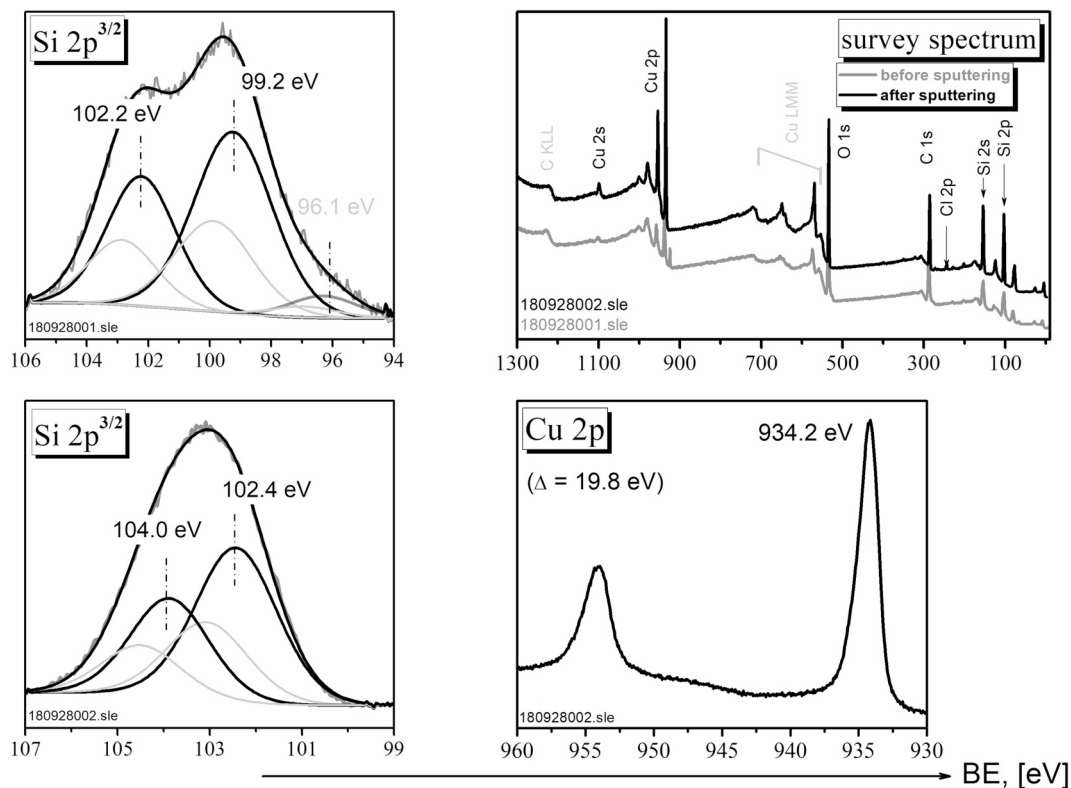 Si 2p3/2
99.2 eV
102.2 eV
96.1 eV
180928001.sle
106 104 102 100 98 96 94
survey spectrum
before sputtering
after sputtering
C KLL
Cu 2s
Cu 2p
Cu LMM
O 1s
C 1s
Cl 2p
Si 2s
Si 2p
180928002.sle
180928001.sle
1300 1100 900 700 500 300 100
Si 2p3/2
102.4 eV
104.0 eV
180928002.sle
107 105 103 101 99
Cu 2p
934.2 eV
(Δ = 19.8 eV)
180928002.sle
960 955 950 945 940 935 930
BE, [eV]